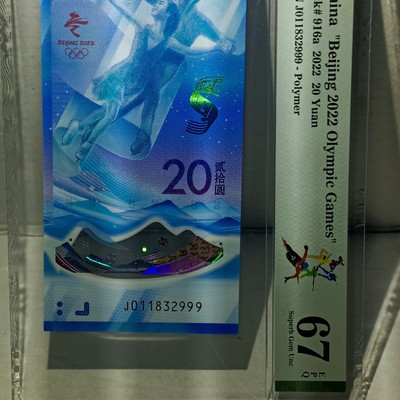 BEIJING 2022
20
贰拾圆
J011832999
hina "Beijing 2022 Olympic Games"
k# 916a 2022 20 Yuan
N J011832999 - Polymer
67
EPQ
Superb Gem Unc